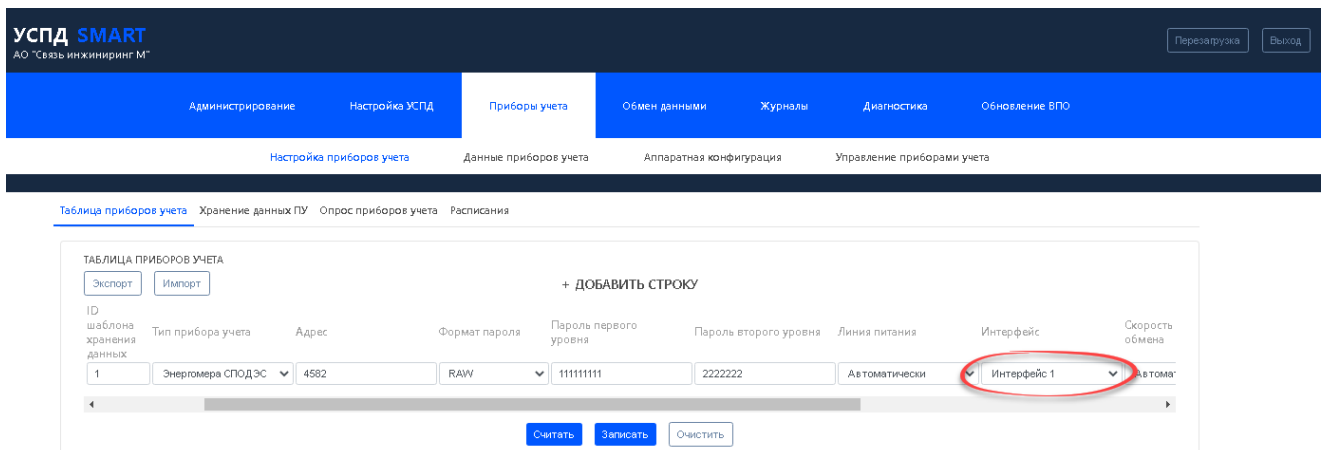 УСПД SMART
АО "Связь инжиниринг М"
Перезагрузка Выход
Администрирование Настройка УСПД Приборы учета Обмен данными Журналы Диагностика Обновление ВПО
Настройка приборов учета Данные приборов учета Аппаратная конфигурация Управление приборами учета
Таблица приборов учета Хранение данных ПУ Опрос приборов учета Расписания
ТАБЛИЦА ПРИБОРОВ УЧЕТА
Экспорт Импорт + ДОБАВИТЬ СТРОКУ
ID
шаблона
хранения
данных
Тип прибора учета
Адрес
Формат пароля
Пароль первого
уровня
Пароль второго уровня
Линия питания
Интерфейс
Скорость
обмена
1 Энергомера СПОДЭС 4582 RAW 111111111 2222222 Автоматически Интерфейс 1
Считать Записать Очистить